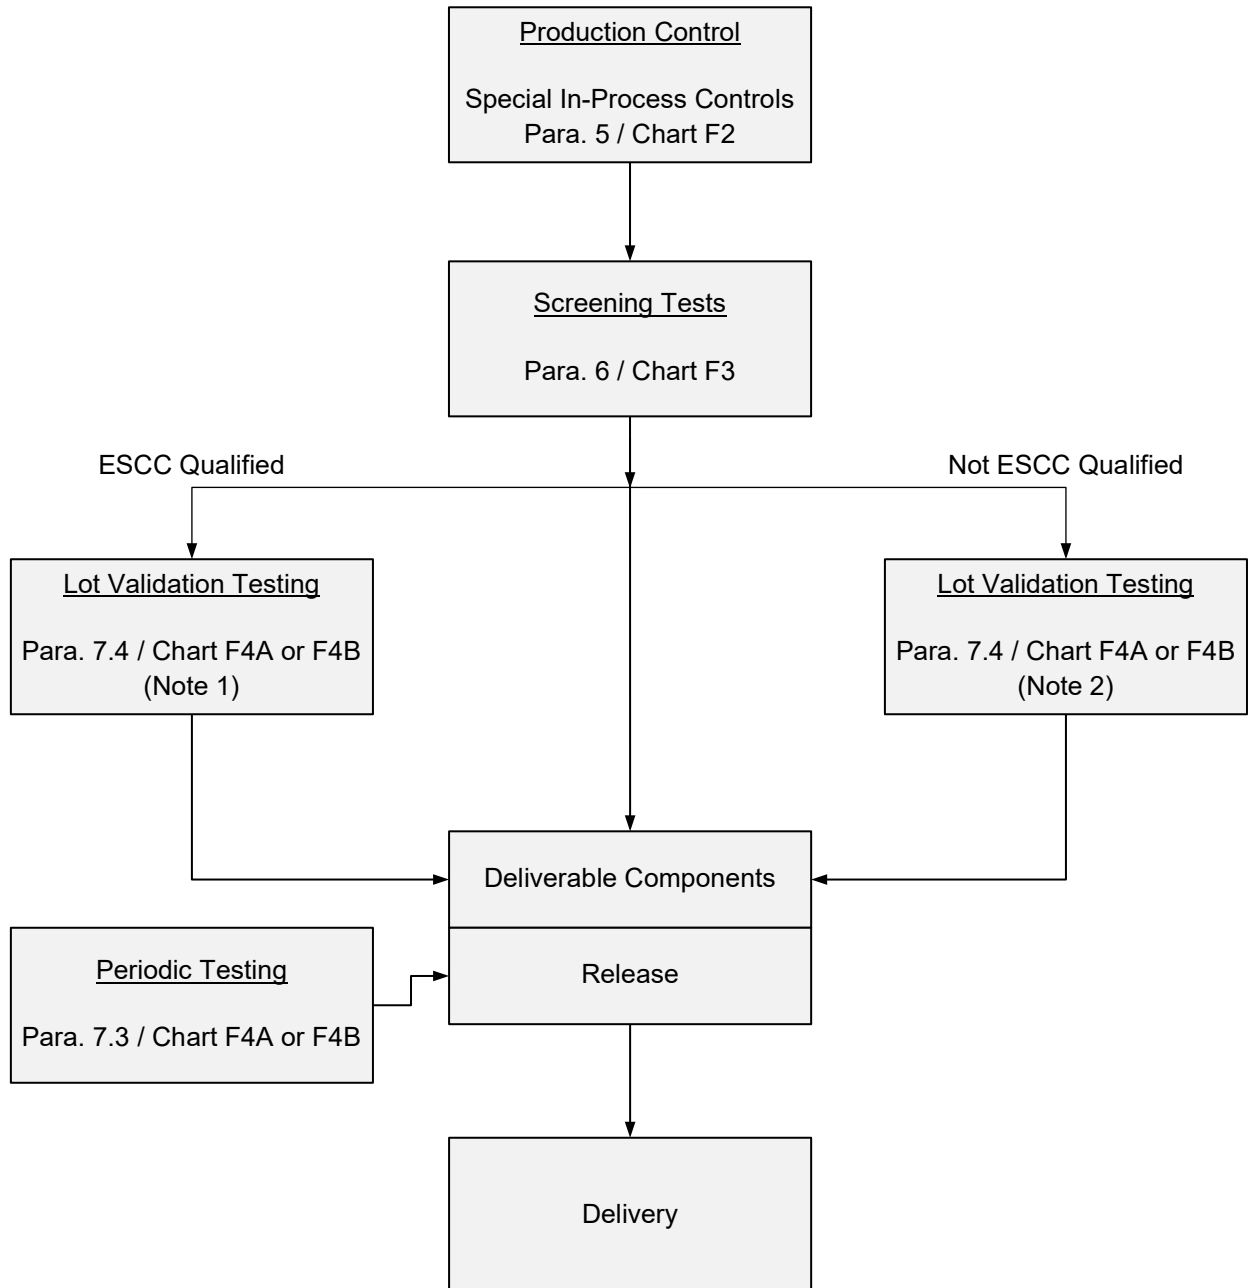 Production Control
Special In-Process Controls
Para. 5 / Chart F2
Screening Tests
Para. 6 / Chart F3
ESCC Qualified
Not ESCC Qualified
Lot Validation Testing
Para. 7.4 / Chart F4A or F4B
(Note 1)
Lot Validation Testing
Para. 7.4 / Chart F4A or F4B
(Note 2)
Deliverable Components
Periodic Testing
Para. 7.3 / Chart F4A or F4B
Release
Delivery